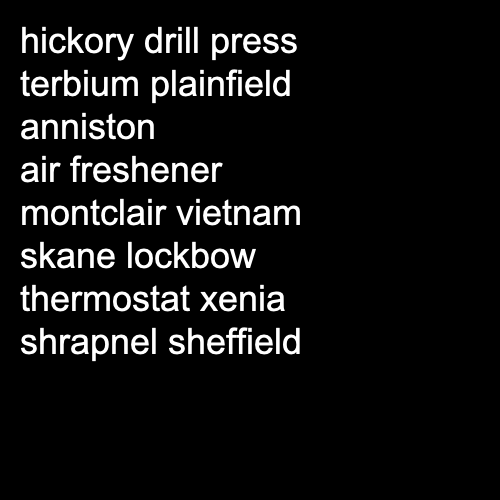 hickory drill press
terbium plainfield
anniston
air freshener
montclair vietnam
skane lockbow
thermostat xenia
shrapnel sheffield